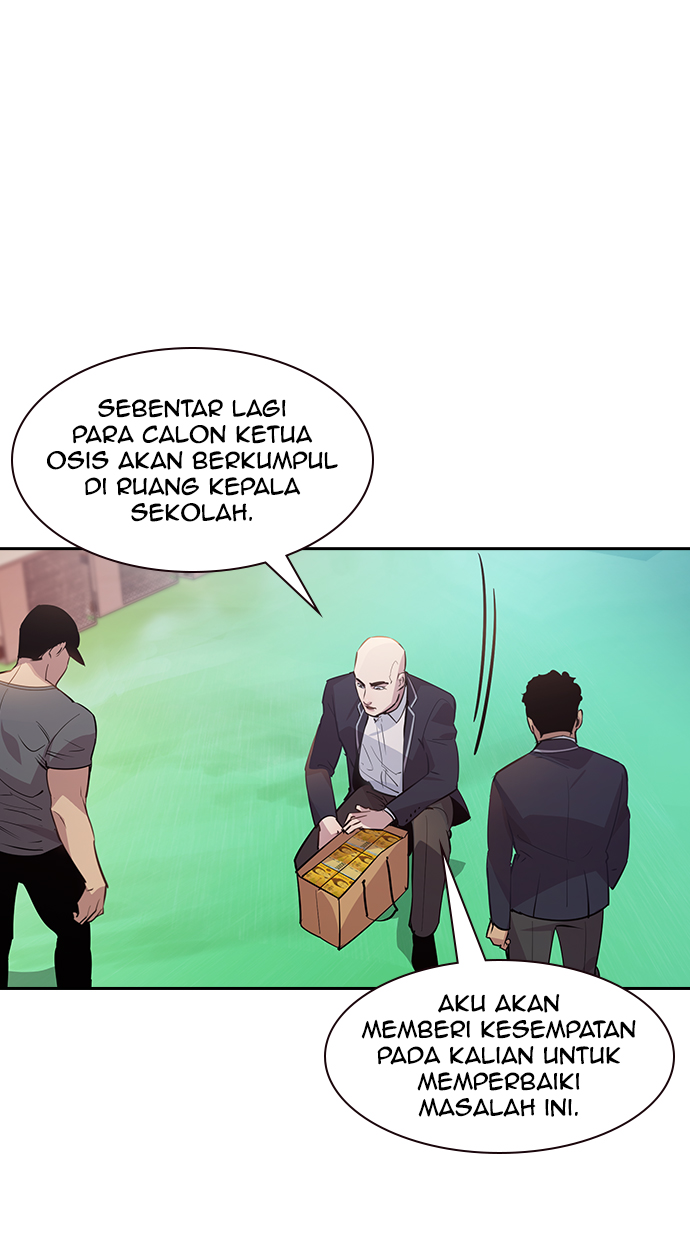 SEBENTAR LAGI
PARA CALON KETUA
OSIS AKAN BERKUMPUL
DI RUANG KEPALA
SEKOLAH.
AKU AKAN
MEMBERI KESEMPATAN
PADA KALIAN UNTUK
MEMPERBAIKI
MASALAH INI.